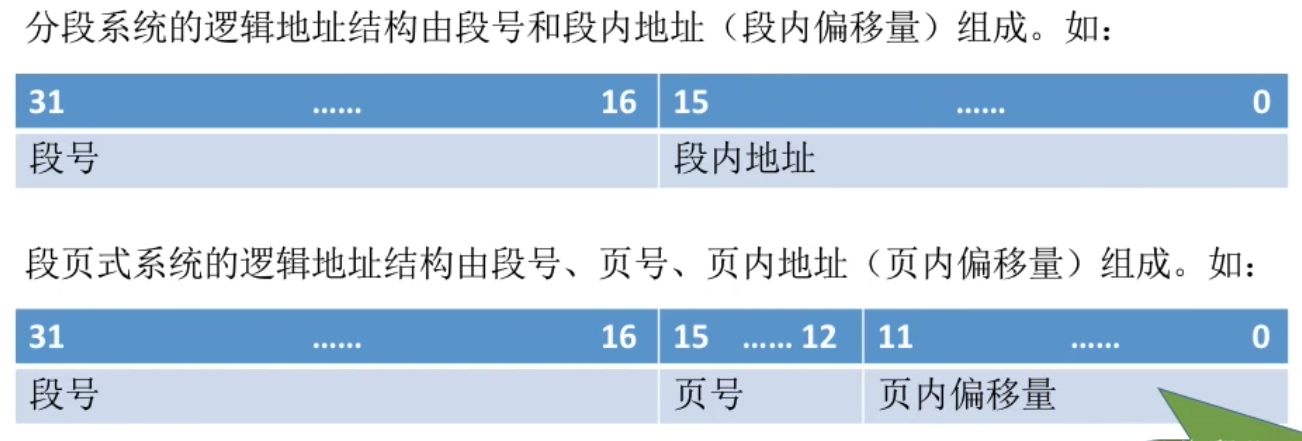 分段系统的逻辑地址结构由段号和段内地址（段内偏移量）组成。如：
31 ...... 16 15 ...... 0
段号 段内地址
段页式系统的逻辑地址结构由段号、页号、页内地址（页内偏移量）组成。如：
31 ...... 16 15 ...... 12 11 ...... 0
段号 页号 页内偏移量